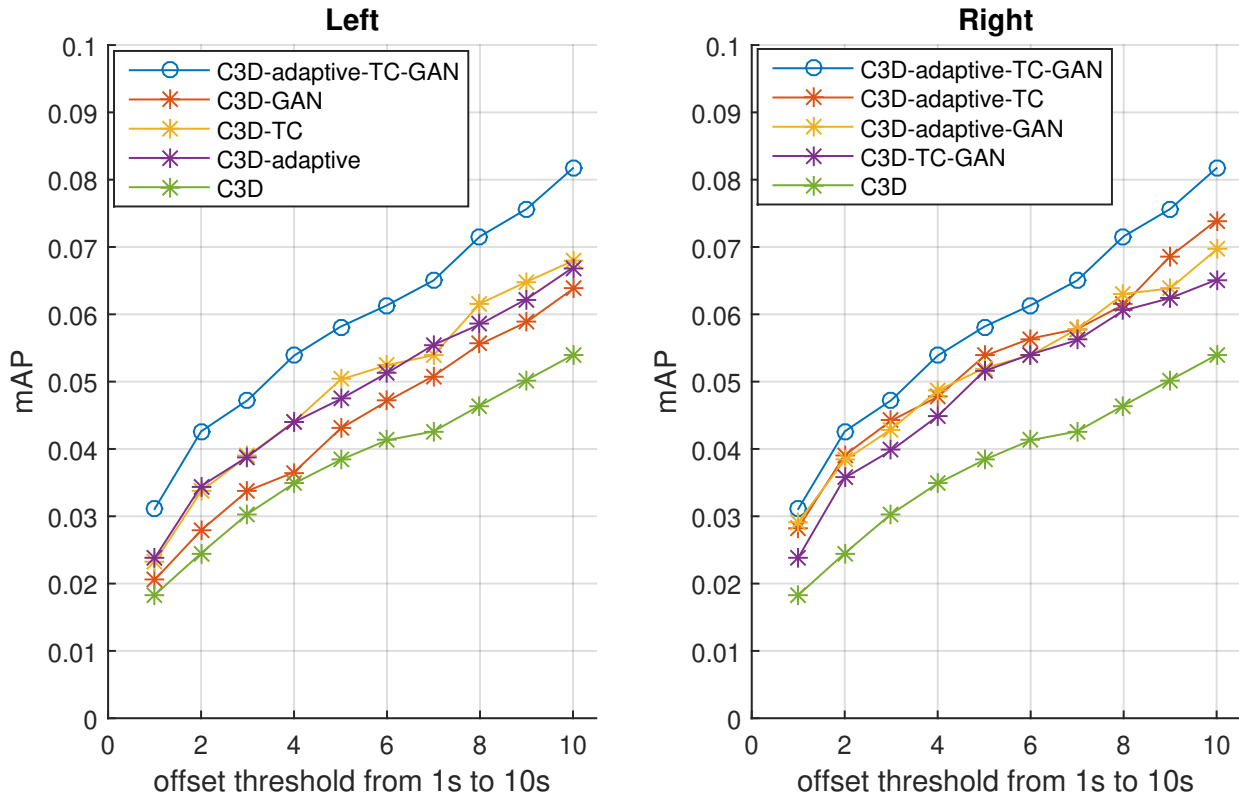 Left
0.1
0.09
0.08
0.07
0.06
0.05
0.04
0.03
0.02
0.01
0
mAP
C3D-adaptive-TC-GAN
C3D-GAN
C3D-TC
C3D-adaptive
C3D
0 2 4 6 8 10
offset threshold from 1s to 10s
Right
0.1
0.09
0.08
0.07
0.06
0.05
0.04
0.03
0.02
0.01
0
mAP
C3D-adaptive-TC-GAN
C3D-adaptive-TC
C3D-adaptive-GAN
C3D-TC-GAN
C3D
0 2 4 6 8 10
offset threshold from 1s to 10s